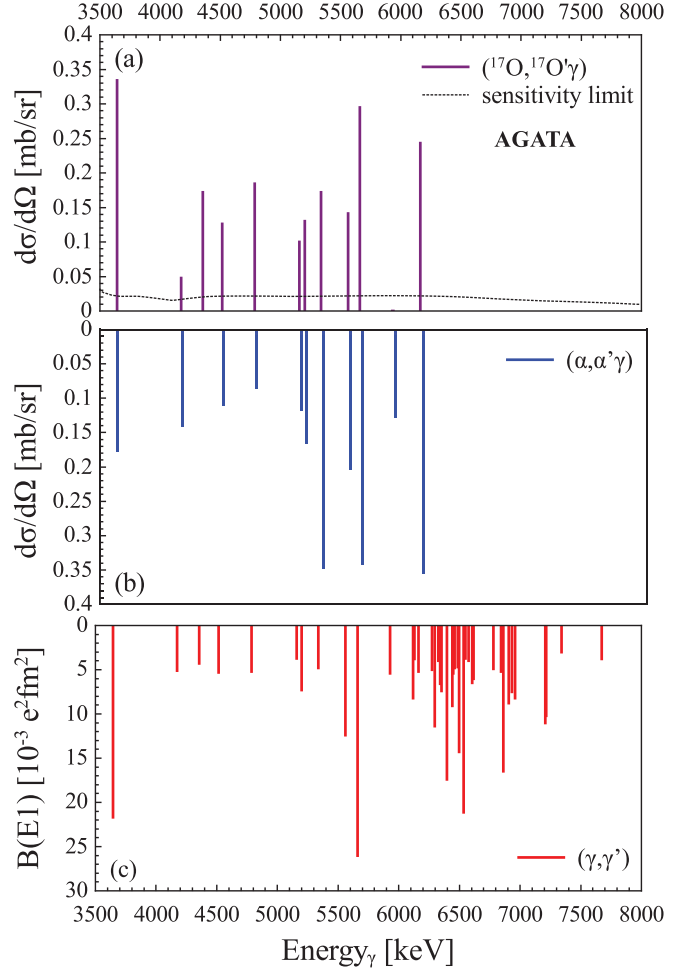 3500 4000 4500 5000 5500 6000 6500 7000 7500 8000
0.4
0.35
0.3
0.25
0.2
0.15
0.1
0.05
0
dσ/dΩ [mb/sr]
(a)
(¹⁷O,¹⁷O'γ)
sensitivity limit
AGATA
0
0.05
0.1
0.15
0.2
0.25
0.3
0.35
0.4
dσ/dΩ [mb/sr]
(α,α’γ)
(b)
0
5
10
15
20
25
30
B(E1) [10⁻³ e²fm²]
(c)
(γ,γ’)
3500 4000 4500 5000 5500 6000 6500 7000 7500 8000
Energyᵧ [keV]